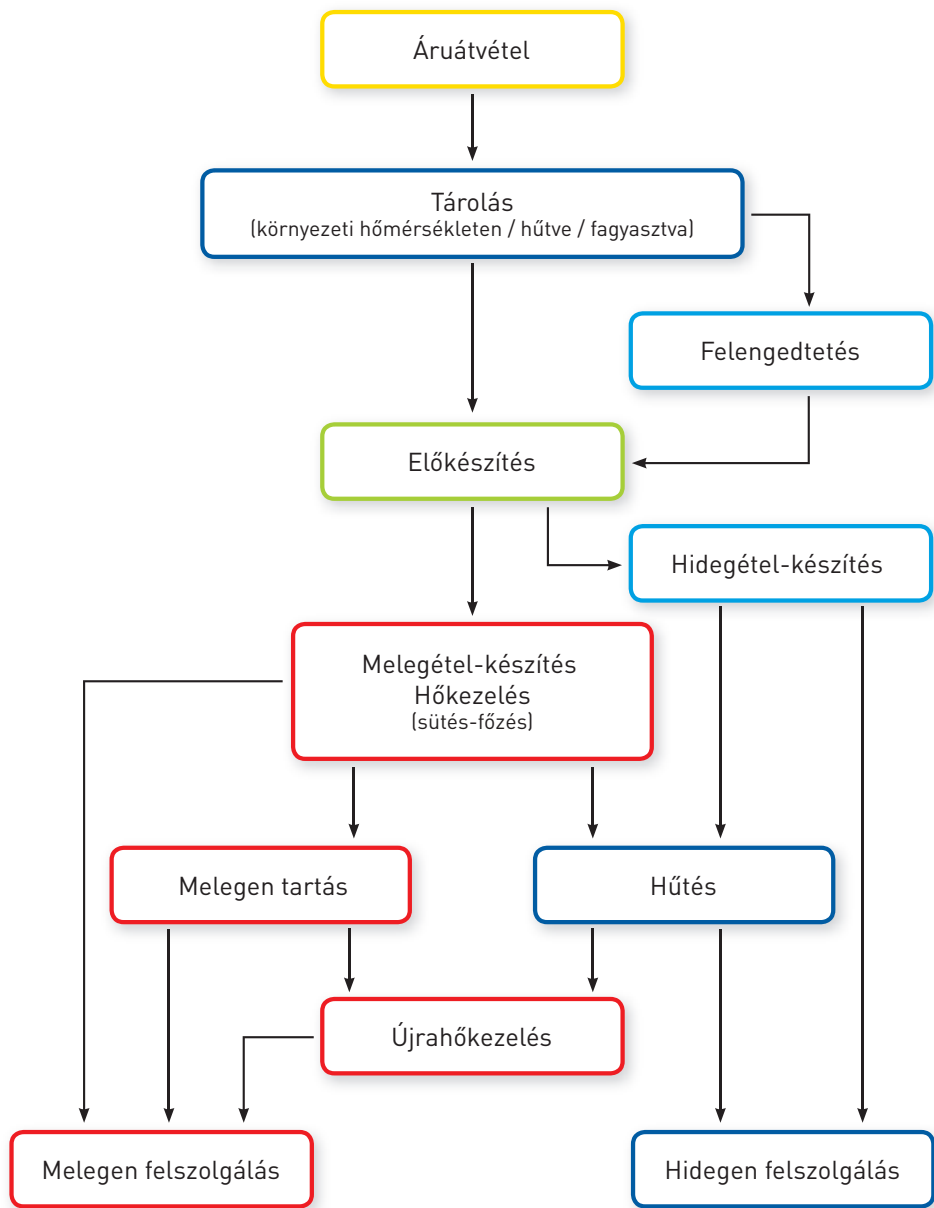 Áruátvétel
Tárolás
(környezeti hőmérsékleten / hűtve / fagyasztva)
Felengedtetés
Előkészítés
Hidegétel-készítés
Melegétel-készítés
Hőkezelés
(sütés-főzés)
Melegen tartás
Hűtés
Újrahőkezelés
Melegen felszolgálás
Hidegen felszolgálás